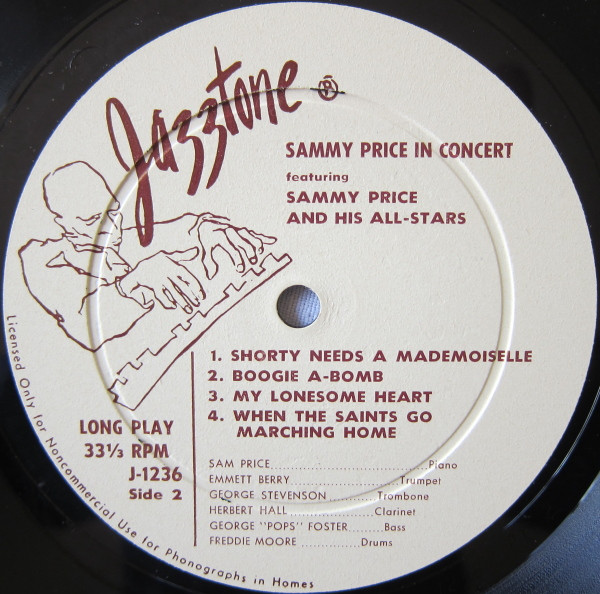 Jazztone ®
SAMMY PRICE IN CONCERT
featuring
SAMMY PRICE
AND HIS ALL-STARS
1. SHORTY NEEDS A MADEMOISELLE
2. BOOGIE A-BOMB
3. MY LONESOME HEART
4. WHEN THE SAINTS GO
MARCHING HOME
LONG PLAY
33⅓ RPM
J-1236
Side 2
SAM PRICE........................................Piano
EMMETT BERRY...................................Trumpet
GEORGE STEVENSON............Trombone
HERBERT HALL......................Clarinet
GEORGE "POPS" FOSTER.........Bass
FREDDIE MOORE ...............Drums
Licensed Only for Noncommercial Use for Phonographs in Homes